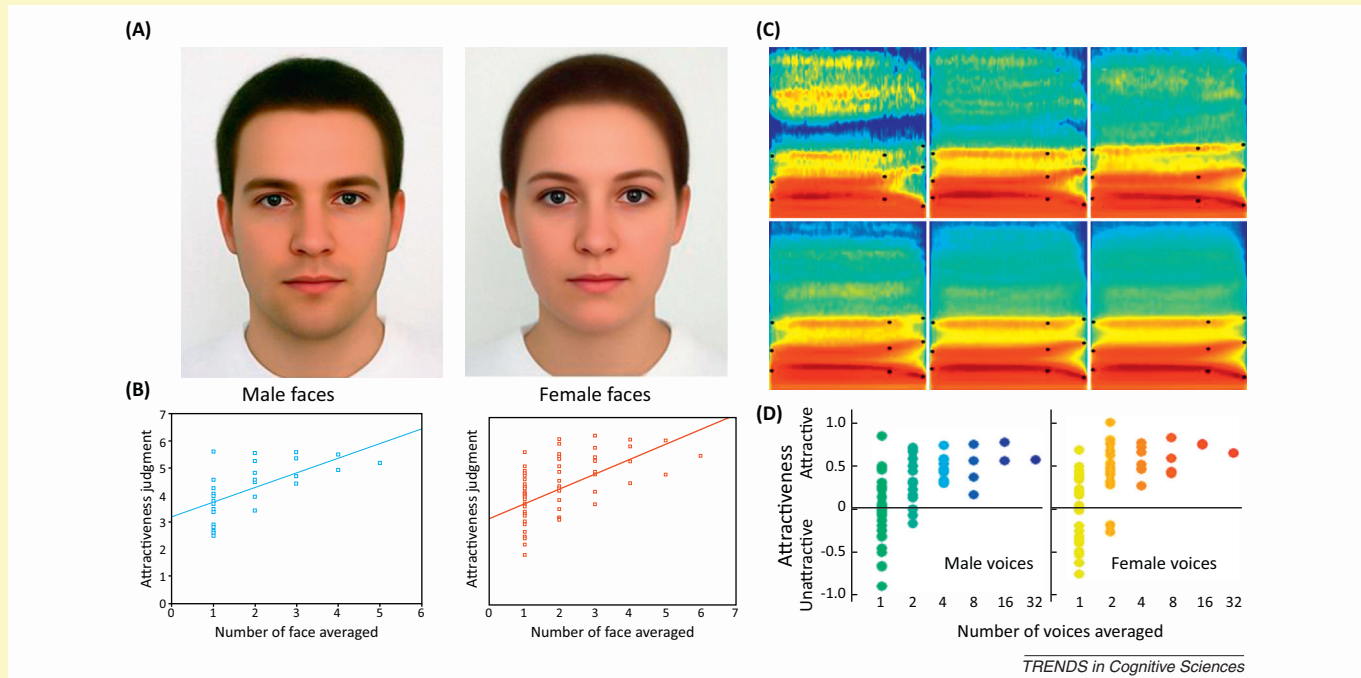 (A)
(C)
Male faces
Female faces
(B)
Attractiveness judgment
7
6
5
4
3
2
1
0
0 1 2 3 4 5 6
Number of face averaged
Attractiveness judgment
0 1 2 3 4 5 6 7
Number of face averaged
(D)
Attractiveness
Unattractive Attractive
1.0
0.5
0
-0.5
-1.0
Male voices
Female voices
1 2 4 8 16 32
1 2 4 8 16 32
Number of voices averaged
TRENDS in Cognitive Sciences